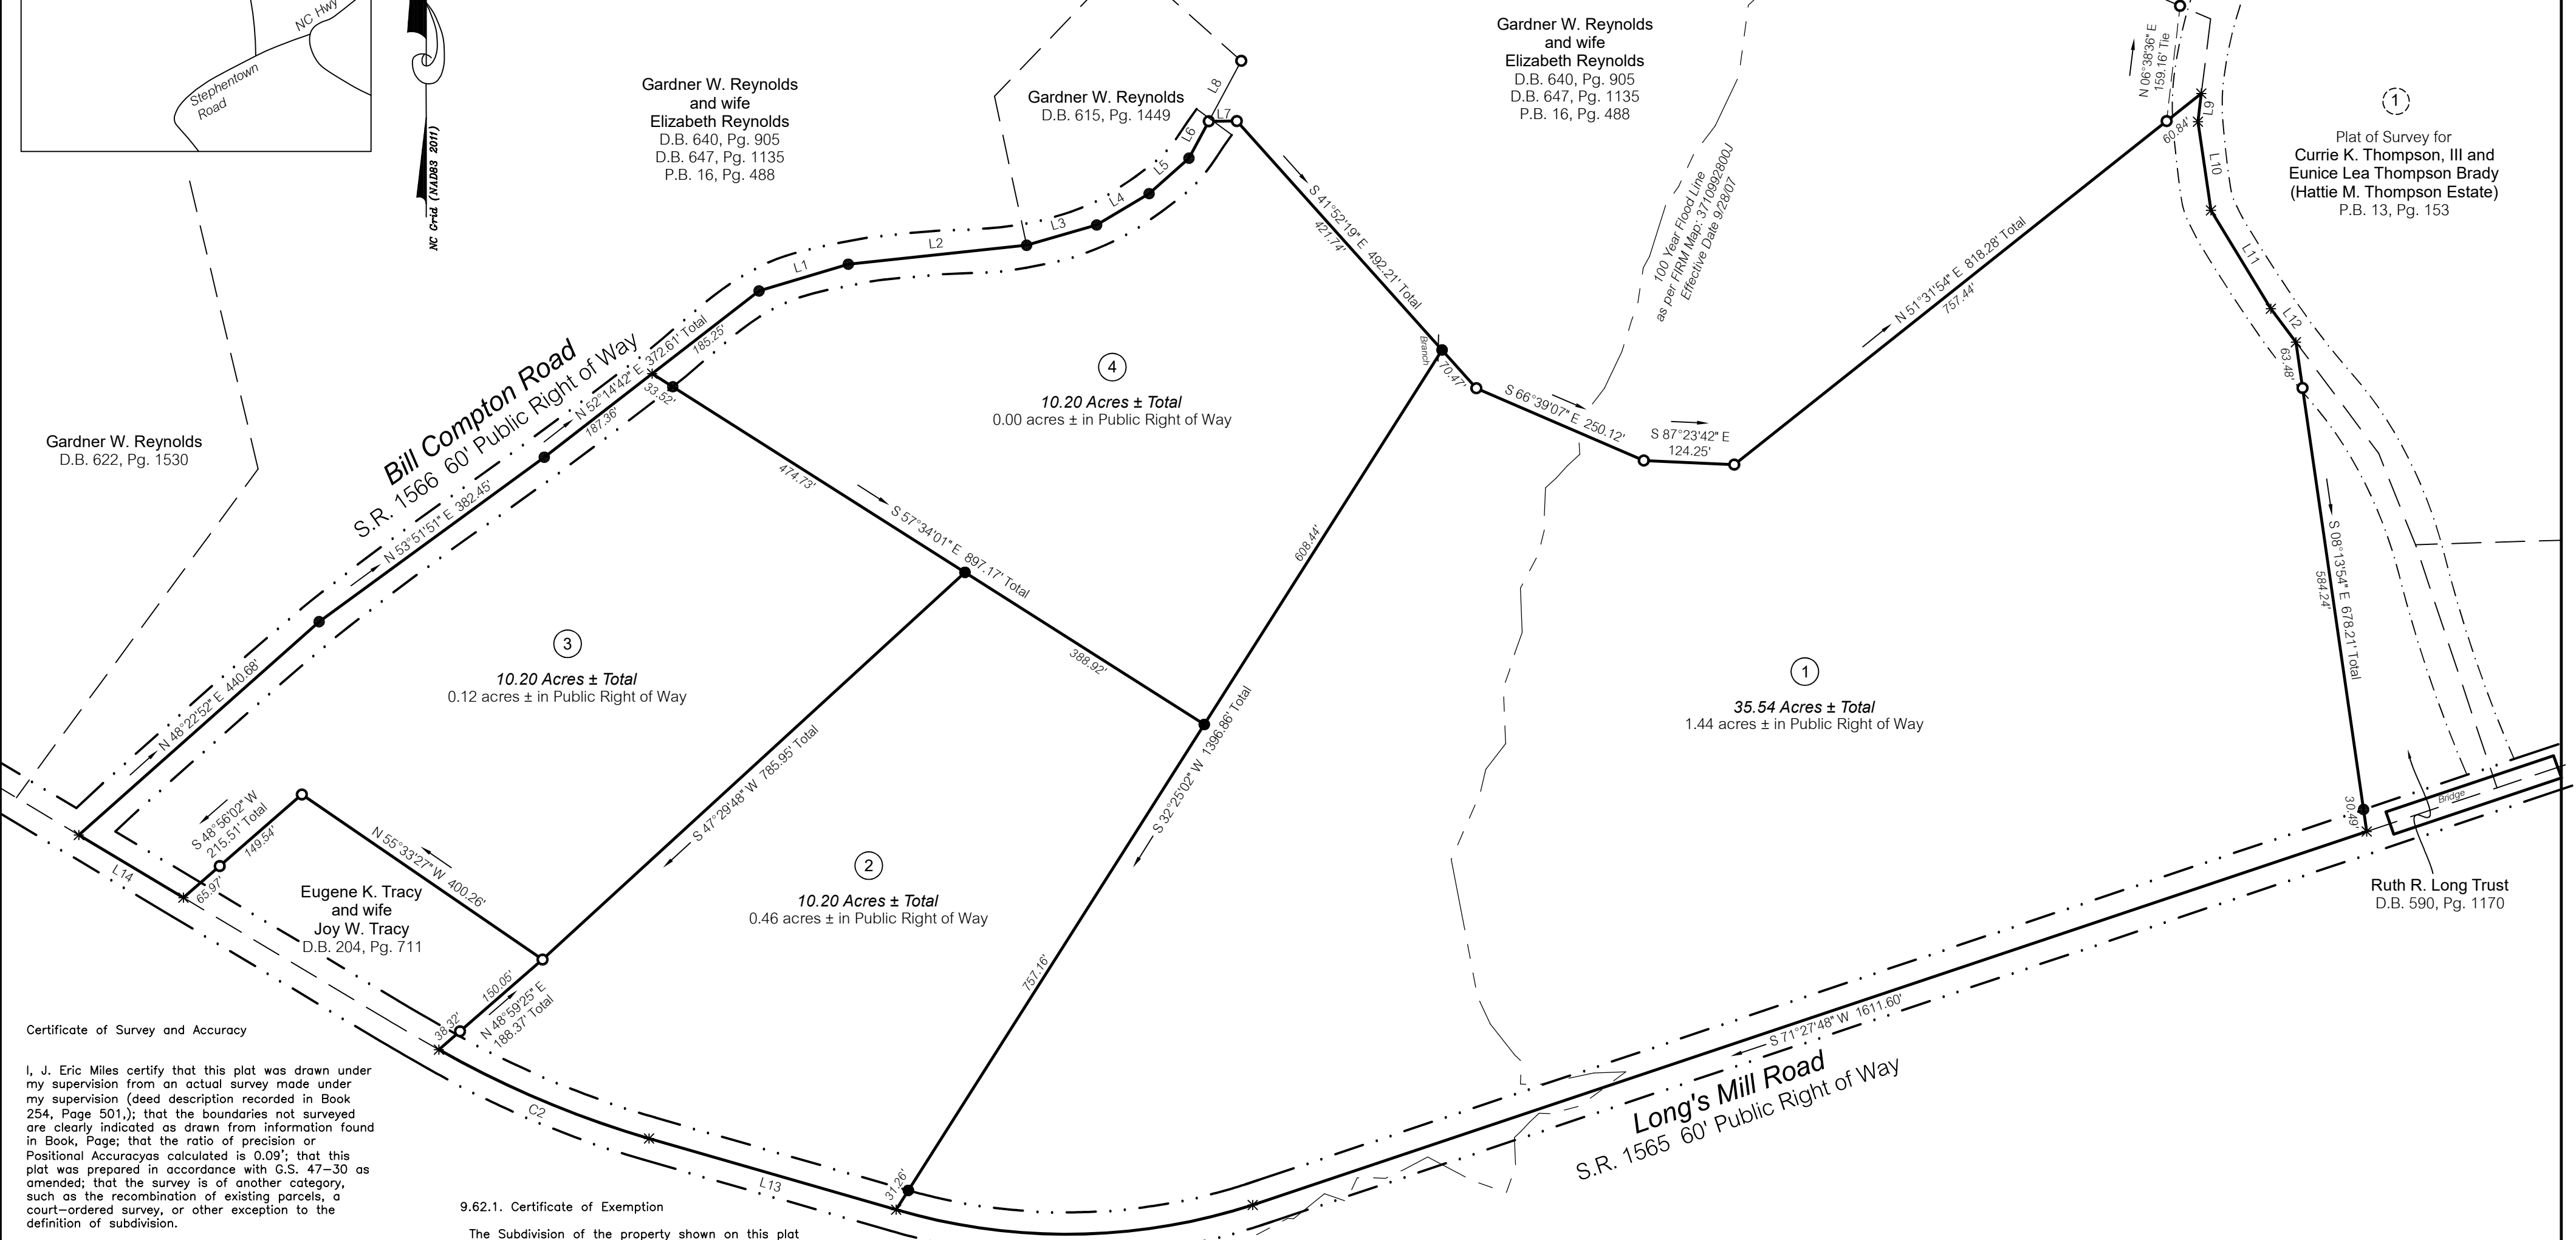 NC Hwy
Stephentown
Road
NC Grid (NAD83 2011)
Gardner W. Reynolds
and wife
Elizabeth Reynolds
D.B. 640, Pg. 905
D.B. 647, Pg. 1135
P.B. 16, Pg. 488
Gardner W. Reynolds
D.B. 615, Pg. 1449
Gardner W. Reynolds
and wife
Elizabeth Reynolds
D.B. 640, Pg. 905
D.B. 647, Pg. 1135
P.B. 16, Pg. 488
N 06°38'36" E
159.16' Tie
1
Plat of Survey for
Currie K. Thompson, III and
Eunice Lea Thompson Brady
(Hattie M. Thompson Estate)
P.B. 13, Pg. 153
L8
L7
L6
L5
L4
L3
L2
L1
L9
L10
L11
L12
60.84'
63.48'
S 41°52'19" E 492.21' Total
421.74'
100 Year Flood Line
as per FIRM Map: 3710992800J
Effective Date 9/28/07
N 51°31'54" E 818.28' Total
757.44'
Branch
70.47'
S 66°39'07" E 250.12'
S 87°23'42" E
124.25'
Gardner W. Reynolds
D.B. 622, Pg. 1530
Bill Compton Road
S.R. 1566 60' Public Right of Way
N 52°14'42" E 372.61' Total
185.25'
187.36'
33.52'
N 53°51'51" E 382.45'
N 48°22'52" E 440.68'
4
10.20 Acres ± Total
0.00 acres ± in Public Right of Way
474.73'
S 57°34'01" E 897.17' Total
388.92'
608.44'
3
10.20 Acres ± Total
0.12 acres ± in Public Right of Way
S 47°29'48" W 785.95' Total
S 32°25'02" W 1396.86' Total
757.16'
31.26'
1
35.54 Acres ± Total
1.44 acres ± in Public Right of Way
S 08°13'54" E 678.21' Total
584.24'
30.49'
Bridge
Ruth R. Long Trust
D.B. 590, Pg. 1170
2
10.20 Acres ± Total
0.46 acres ± in Public Right of Way
S 48°56'02" W
215.51' Total
149.54'
65.97'
L14
N 55°33'27" W 400.26'
Eugene K. Tracy
and wife
Joy W. Tracy
D.B. 204, Pg. 711
150.05'
38.32'
N 48°59'25" E
188.37' Total
C2
L13
S 71°27'48" W 1611.60'
Long's Mill Road
S.R. 1565 60' Public Right of Way
Certificate of Survey and Accuracy
I, J. Eric Miles certify that this plat was drawn under
my supervision from an actual survey made under
my supervision (deed description recorded in Book
254, Page 501,); that the boundaries not surveyed
are clearly indicated as drawn from information found
in Book, Page; that the ratio of precision or
Positional Accuracyas calculated is 0.09'; that this
plat was prepared in accordance with G.S. 47-30 as
amended; that the survey is of another category,
such as the recombination of existing parcels, a
court-ordered survey, or other exception to the
definition of subdivision.
9.62.1. Certificate of Exemption
The Subdivision of the property shown on this plat